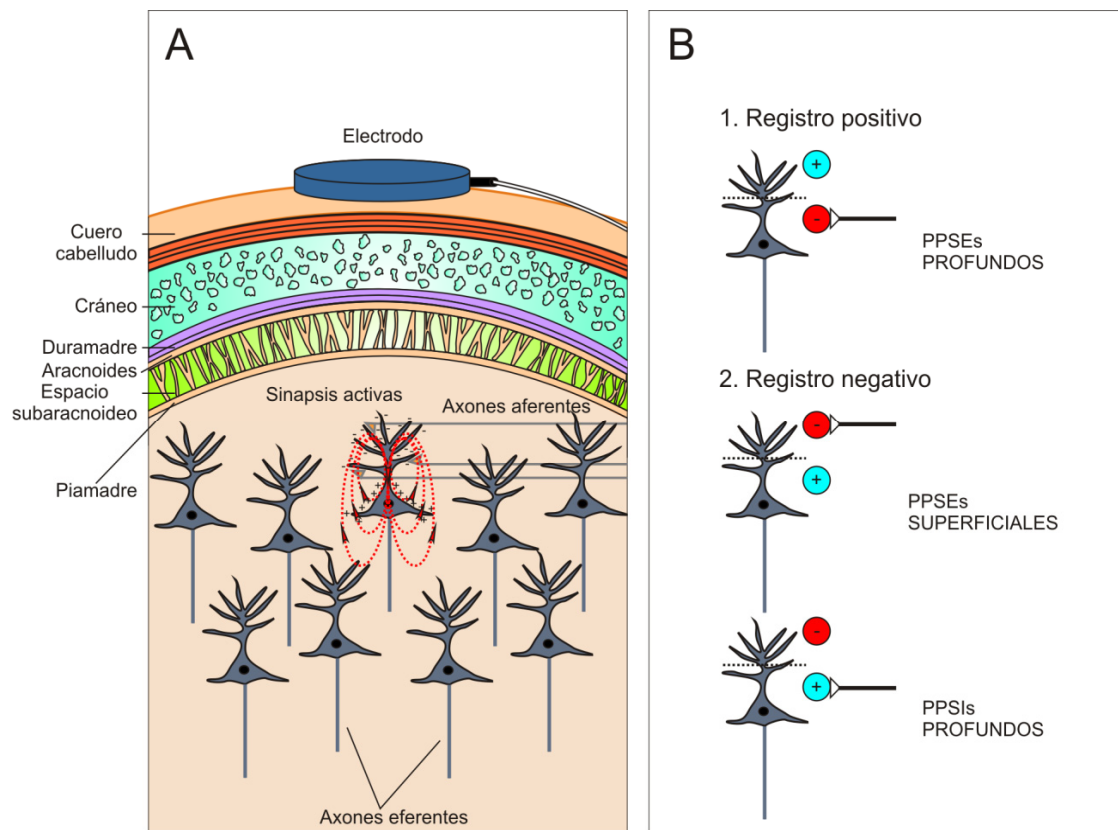 A
Electrodo
Cuero
cabelludo
Cráneo
Duramadre
Aracnoides
Espacio
subaracnoideo
Piamadre
Sinapsis activas
Axones aferentes
Axones eferentes
B
1. Registro positivo
+
-
PPSEs
PROFUNDOS
2. Registro negativo
-
+
PPSEs
SUPERFICIALES
-
+
PPSIs
PROFUNDOS